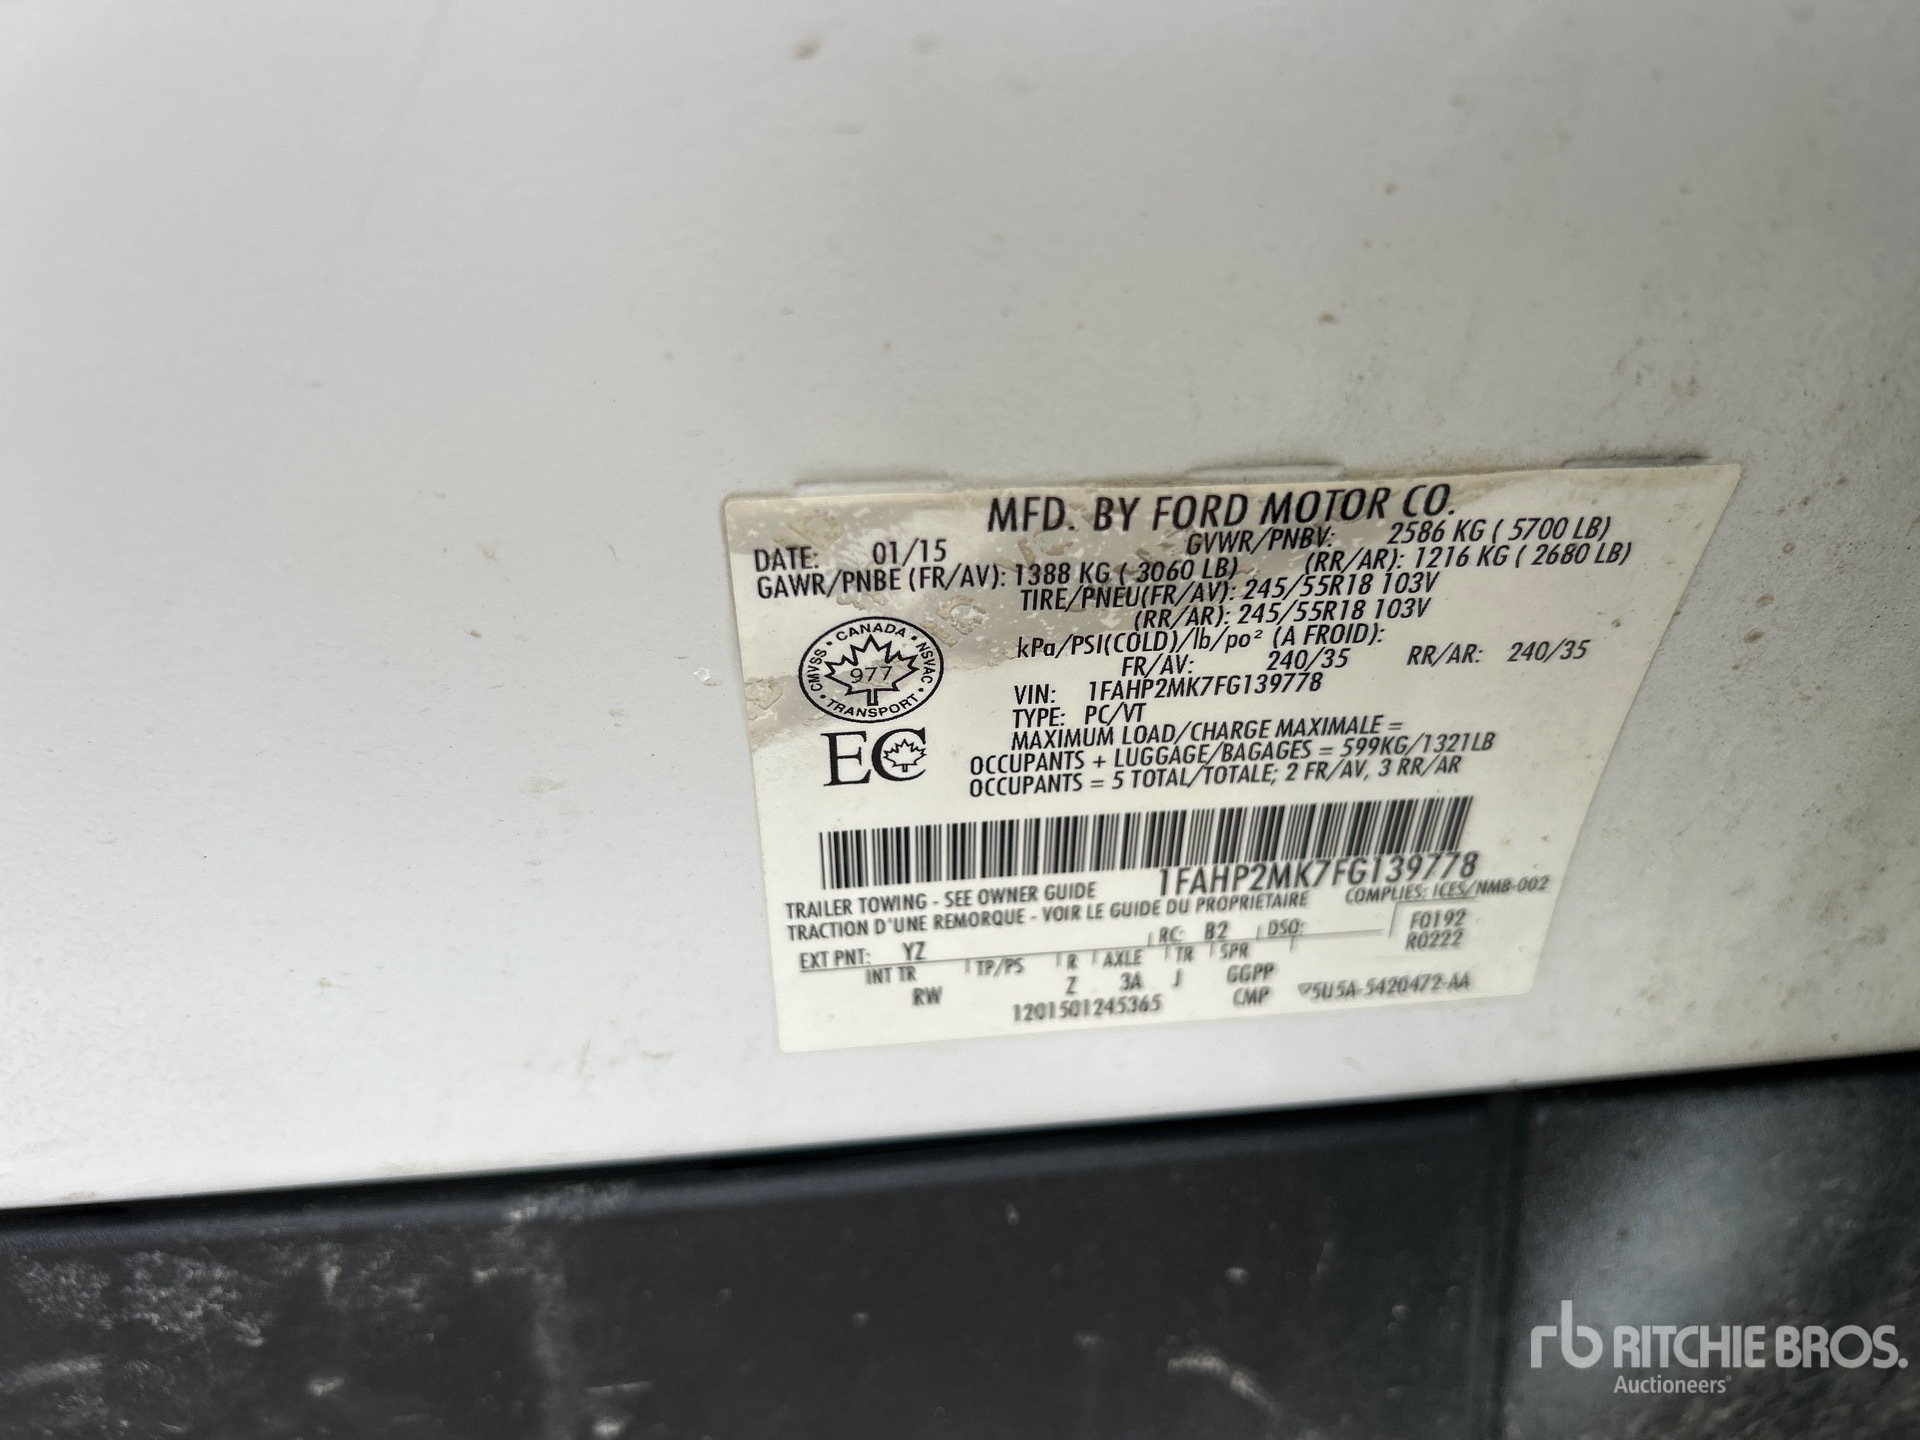 MFD. BY FORD MOTOR CO.
DATE: 01/15 GVWR/PNBV: 2586 KG ( 5700 LB)
GAWR/PNBE (FR/AV): 1388 KG ( 3060 LB) (RR/AR): 1216 KG ( 2680 LB)
TIRE/PNEU(FR/AV): 245/55R18 103V
(RR/AR): 245/55R18 103V
kPa/PSI(COLD)/lb/po² (A FROID):
FR/AV: 240/35 RR/AR: 240/35
CANADA
CMVSS 977 NSVAC
TRANSPORT
VIN: 1FAHP2MK7FG139778
TYPE: PC/VT
EC
MAXIMUM LOAD/CHARGE MAXIMALE =
OCCUPANTS + LUGGAGE/BAGAGES = 599KG/1321LB
OCCUPANTS = 5 TOTAL/TOTALE; 2 FR/AV, 3 RR/AR
1FAHP2MK7FG139778
TRAILER TOWING - SEE OWNER GUIDE COMPLIES: ICES/NMB-002
TRACTION D'UNE REMORQUE - VOIR LE GUIDE DU PROPRIETAIRE
EXT PNT: YZ RC: B2 DSO: F0192
R0222
INT TR TP/PS R AXLE TR SPR
RW Z 3A J GGPP
1201501245365 CMP 5U5A-5420472-AA
rb RITCHIE BROS.
Auctioneers